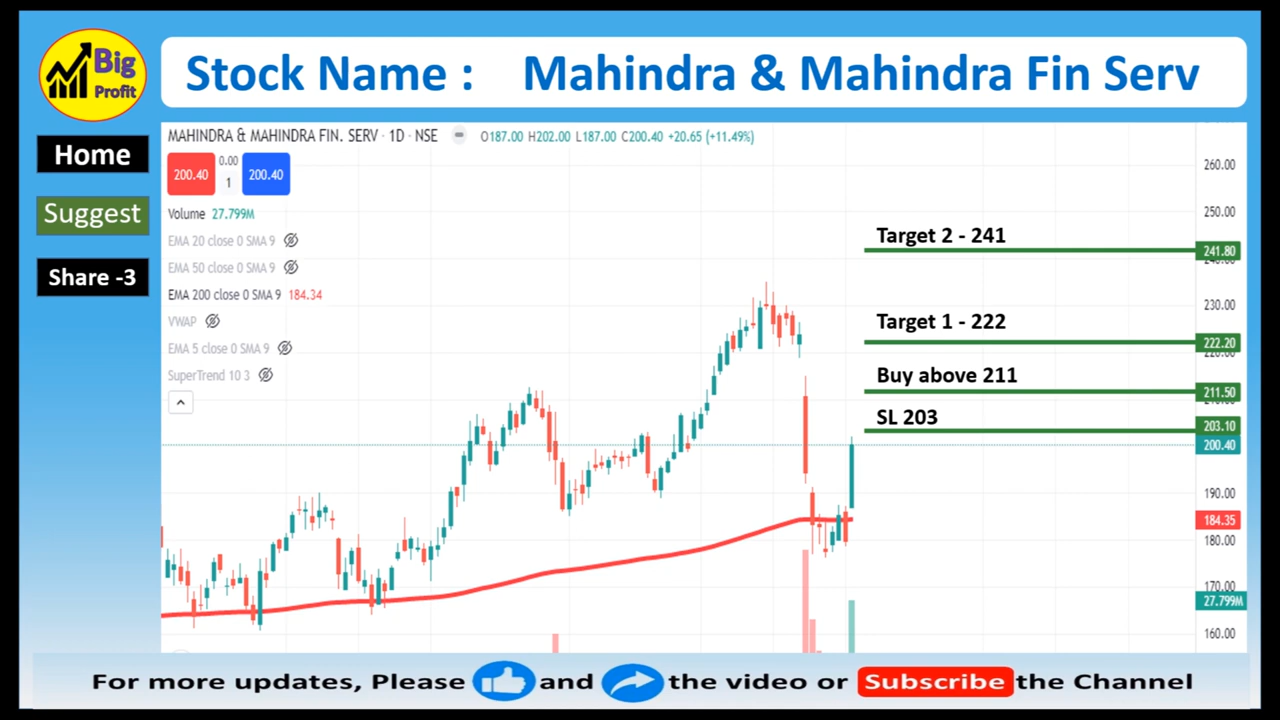 Big
Profit
Stock Name : Mahindra & Mahindra Fin Serv
Home
Suggest
Share -3
MAHINDRA & MAHINDRA FIN. SERV · 1D · NSE O187.00 H202.00 L187.00 C200.40 +20.65 (+11.49%)
200.40 0.00 1 200.40
Volume 27.799M
EMA 20 close 0 SMA 9
EMA 50 close 0 SMA 9
EMA 200 close 0 SMA 9 184.34
VWAP
EMA 5 close 0 SMA 9
SuperTrend 10 3
260.00
250.00
Target 2 - 241
241.80
230.00
Target 1 - 222
222.20
220.00
Buy above 211
211.50
SL 203
203.10
200.40
190.00
184.35
180.00
170.00
27.799M
160.00
For more updates, Please and the video or Subscribe the Channel